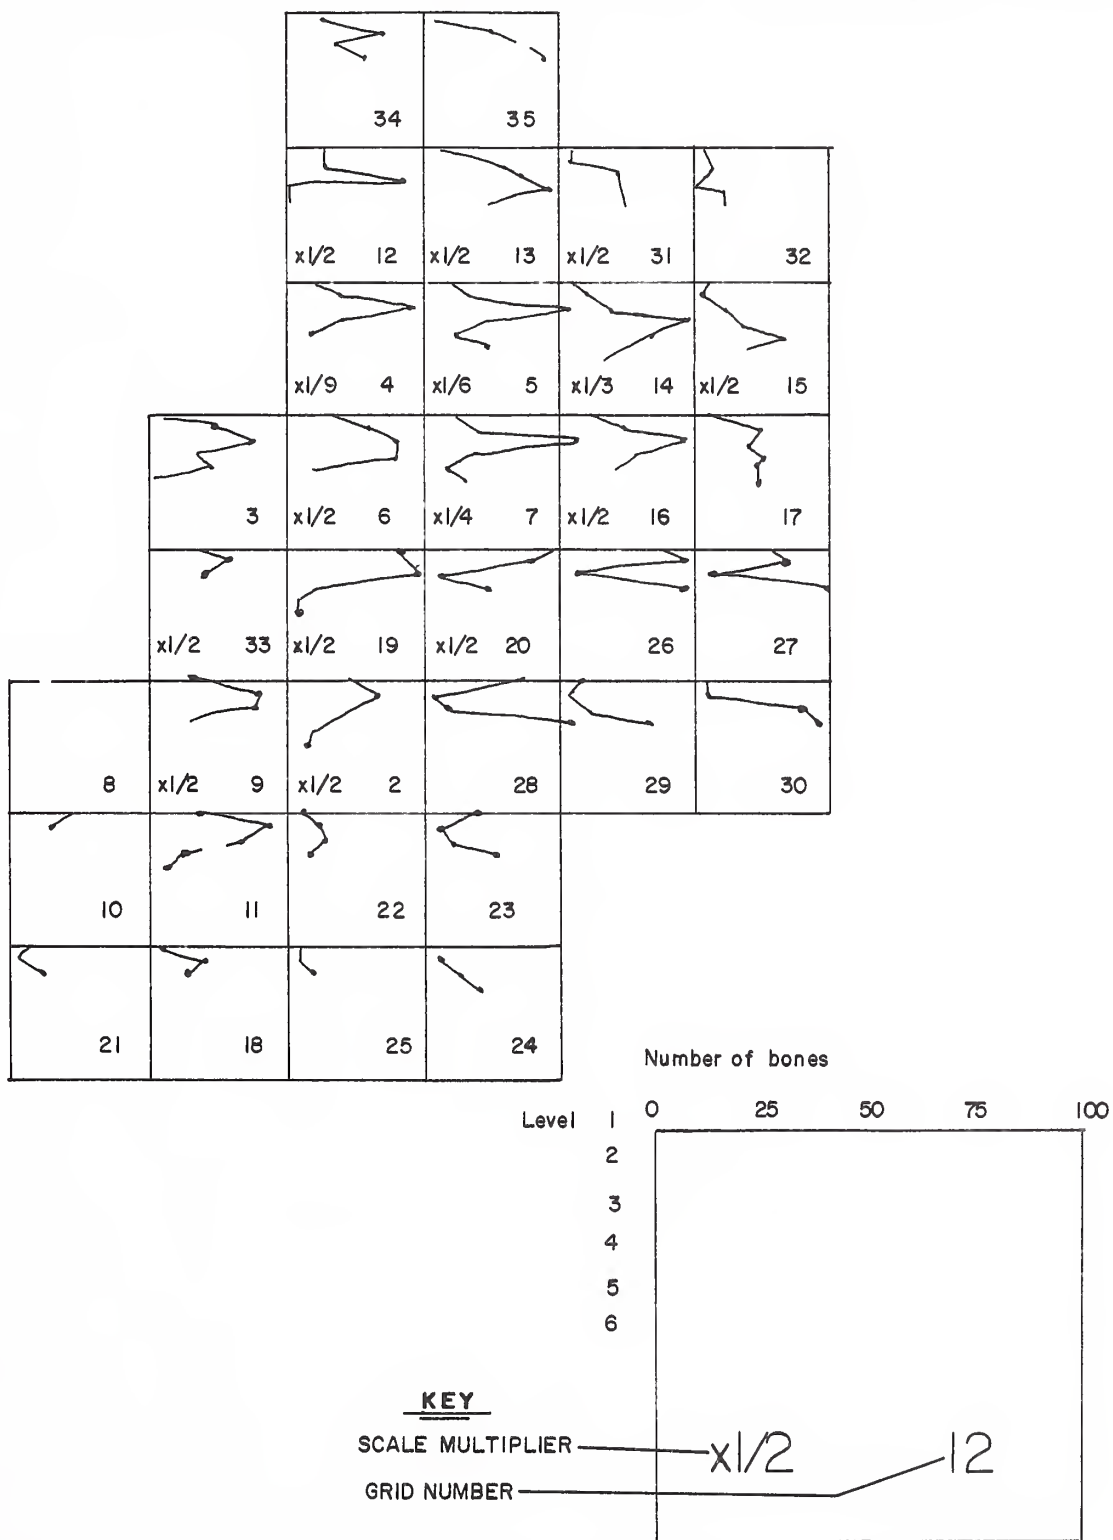 34 35
x1/2 12 x1/2 13 x1/2 31 32
x1/9 4 x1/6 5 x1/3 14 x1/2 15
3 x1/2 6 x1/4 7 x1/2 16 17
x1/2 33 x1/2 19 x1/2 20 26 27
8 x1/2 9 x1/2 2 28 29 30
10 11 22 23
21 18 25 24
Number of bones
0 25 50 75 100
Level 1
2
3
4
5
6
KEY
SCALE MULTIPLIER x1/2 12
GRID NUMBER